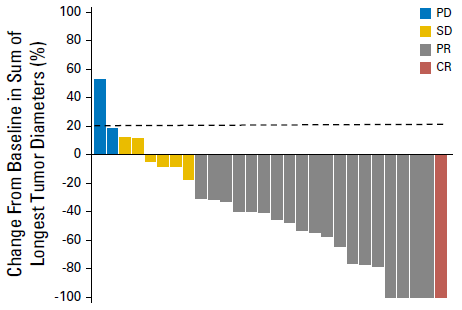 Change From Baseline in Sum of
Longest Tumor Diameters (%)
100
80
60
40
20
0
-20
-40
-60
-80
-100
PD
SD
PR
CR